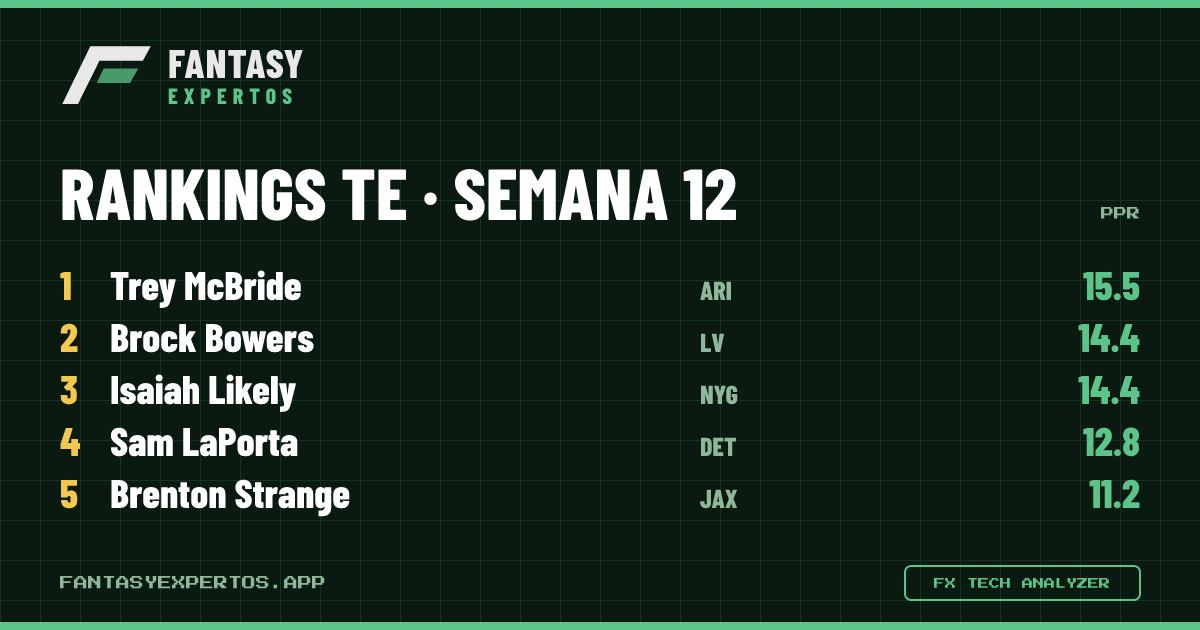 FANTASY
EXPERTOS
RANKINGS TE · SEMANA 12
PPR
1 Trey McBride ARI 15.5
2 Brock Bowers LV 14.4
3 Isaiah Likely NYG 14.4
4 Sam LaPorta DET 12.8
5 Brenton Strange JAX 11.2
FANTASYEXPERTOS.APP
FX TECH ANALYZER